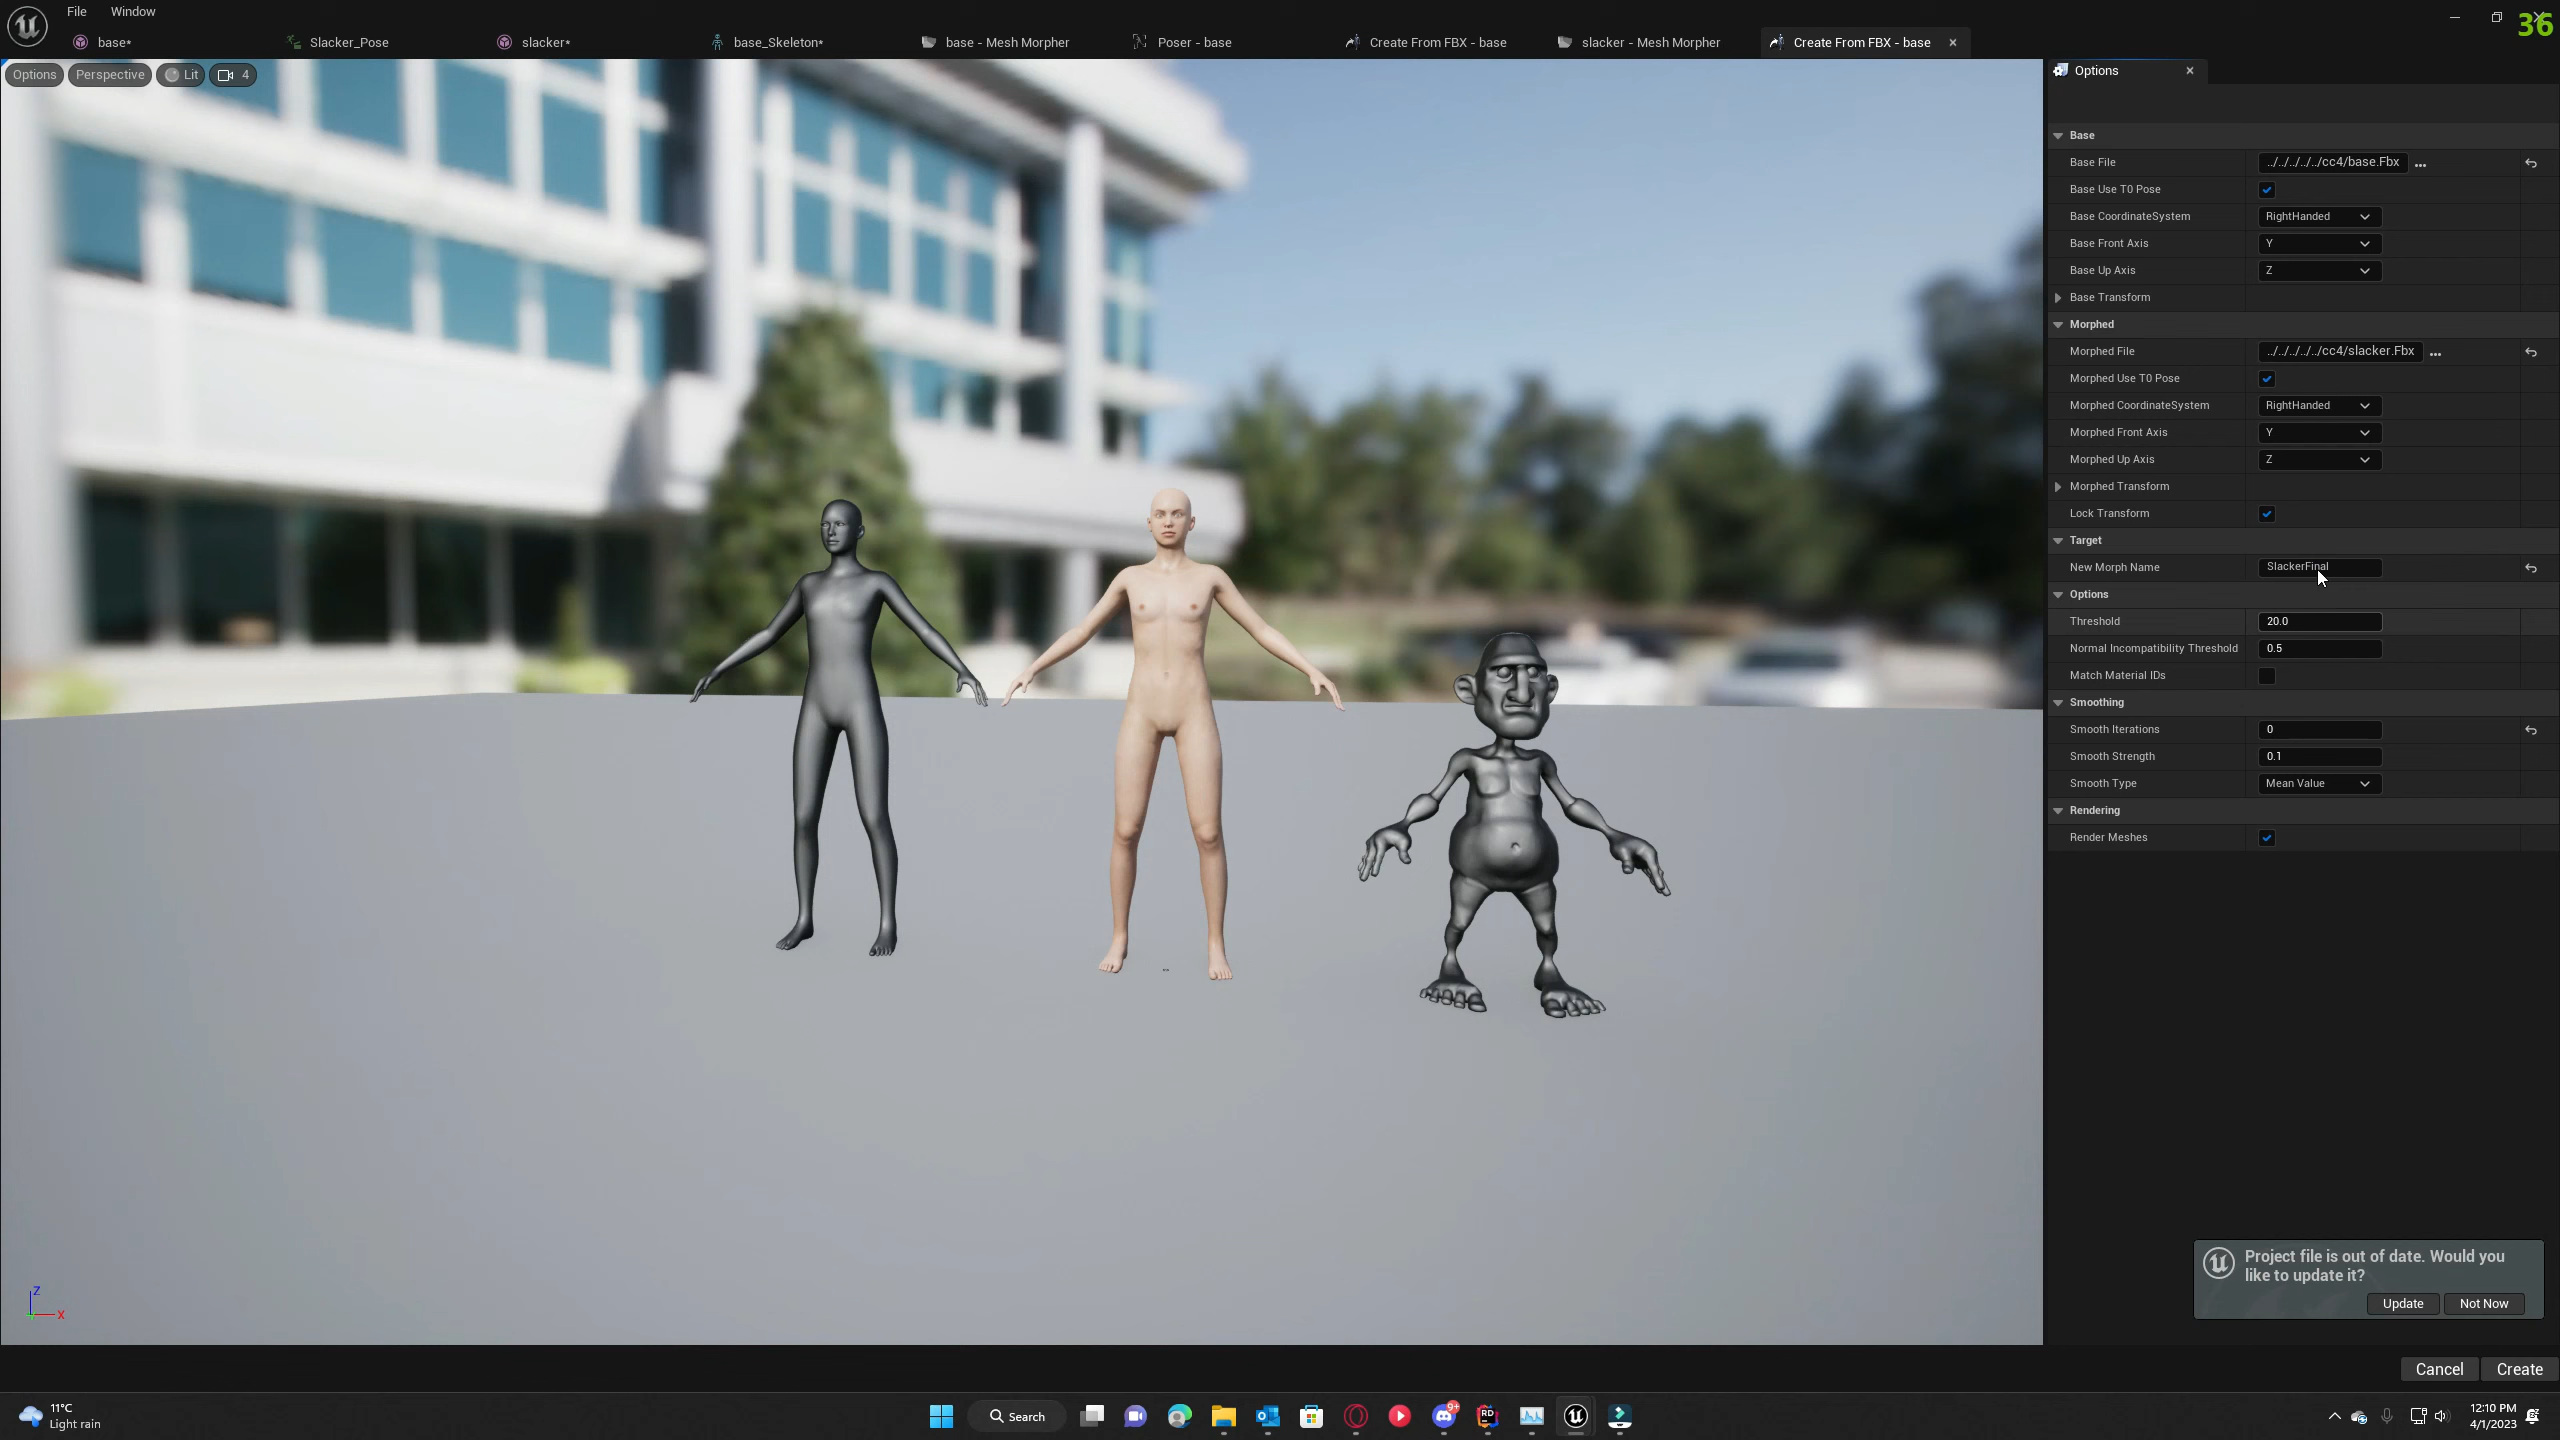 File
Window
36
base*
Slacker_Pose
slacker*
base_Skeleton*
base - Mesh Morpher
Poser - base
Create From FBX - base
slacker - Mesh Morpher
Create From FBX - base
Options
Perspective
Lit
4
Options
Base
Base File
../../../../../cc4/base.Fbx
Base Use T0 Pose
Base CoordinateSystem
RightHanded
Base Front Axis
Y
Base Up Axis
Z
Base Transform
Morphed
Morphed File
../../../../../cc4/slacker.Fbx
Morphed Use T0 Pose
Morphed CoordinateSystem
RightHanded
Morphed Front Axis
Y
Morphed Up Axis
Z
Morphed Transform
Lock Transform
Target
New Morph Name
SlackerFinal
Options
Threshold
20.0
Normal Incompatibility Threshold
0.5
Match Material IDs
Smoothing
Smooth Iterations
0
Smooth Strength
0.1
Smooth Type
Mean Value
Rendering
Render Meshes
Z
X
Project file is out of date. Would you
like to update it?
Update
Not Now
Cancel
Create
11°C
Light rain
Search
9+
RD
12:10 PM
4/1/2023